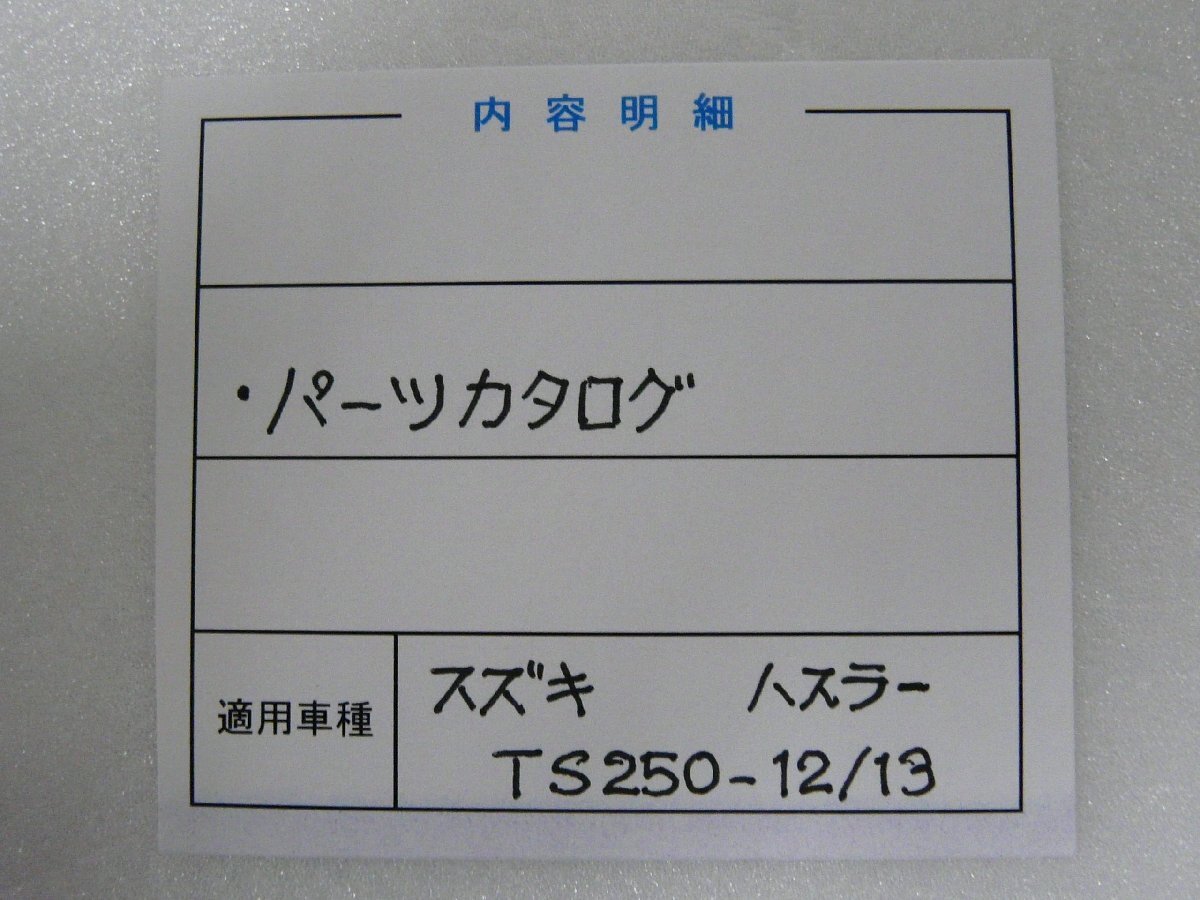 内容明細
・パーツカタログ
適用車種
スズキ ハスラー
TS250-12/13